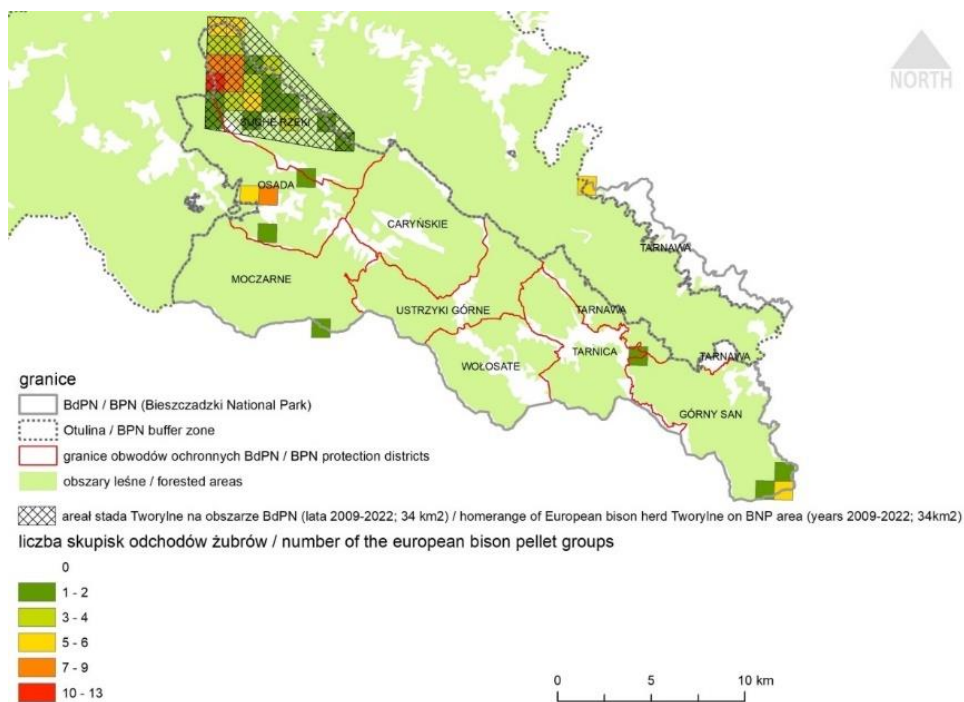 NORTH
SUCHE RZEKI
OSADA
CARYŃSKIE
TARNAWA
MOCZARNE
USTRZYKI GÓRNE
TARNAWA
TARNICA
TARNAWA
WOŁOSATE
GÓRNY SAN
granice
BdPN / BPN (Bieszczadzki National Park)
Otulina / BPN buffer zone
granice obwodów ochronnych BdPN / BPN protection districts
obszary leśne / forested areas
areał stada Tworylne na obszarze BdPN (lata 2009-2022; 34 km2) / homerange of European bison herd Tworylne on BNP area (years 2009-2022; 34km2)
liczba skupisk odchodów żubrów / number of the european bison pellet groups
0
1 - 2
3 - 4
5 - 6
7 - 9
10 - 13
0 5 10 km